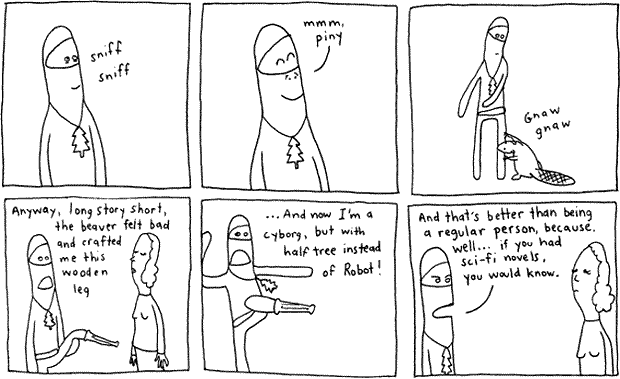 sniff
sniff
mmm,
piny
Gnaw
gnaw
Anyway, long story short,
the beaver felt bad
and crafted
me this
wooden
leg
...And now I'm a
cyborg, but with
half tree instead
of Robot!
And that's better than being
a regular person, because.
well... if you had
sci-fi novels,
you would know.